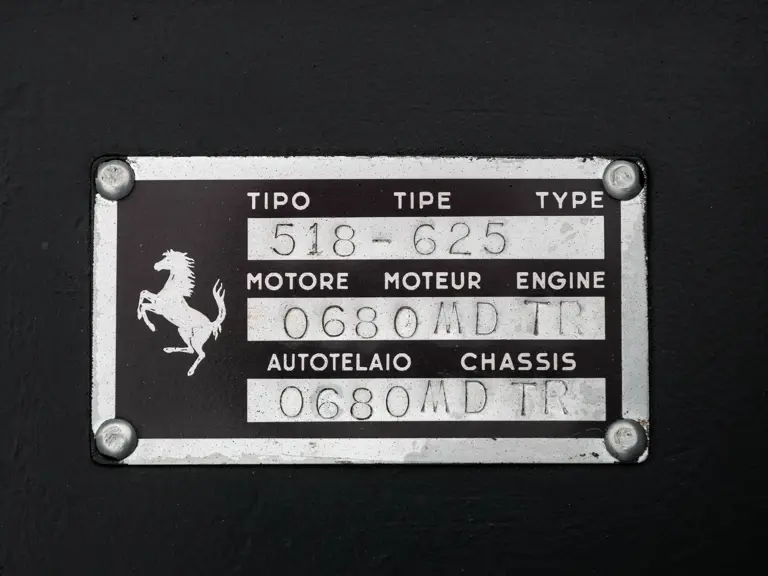 TIPO TIPE TYPE
518-625
MOTORE MOTEUR ENGINE
0680MD TR
AUTOTELAIO CHASSIS
0680MD TR